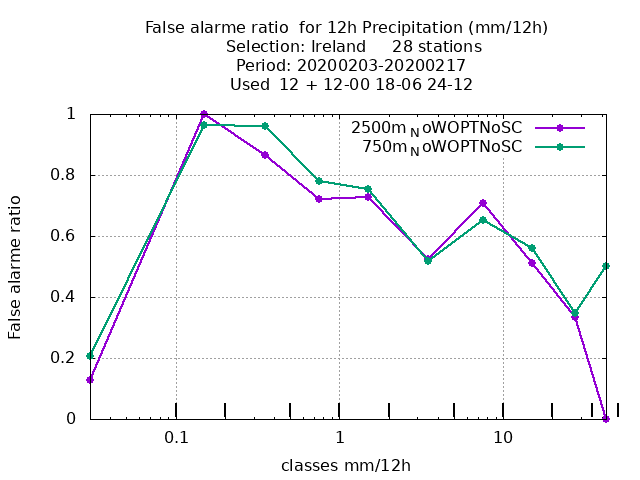 False alarme ratio  for 12h Precipitation (mm/12h)
Selection: Ireland     28 stations
Period: 20200203-20200217
Used  12 + 12-00 18-06 24-12
2500m_NoWOPTNoSC
750m_NoWOPTNoSC
1
0.8
0.6
0.4
0.2
0
False alarme ratio
0.1
1
10
classes mm/12h